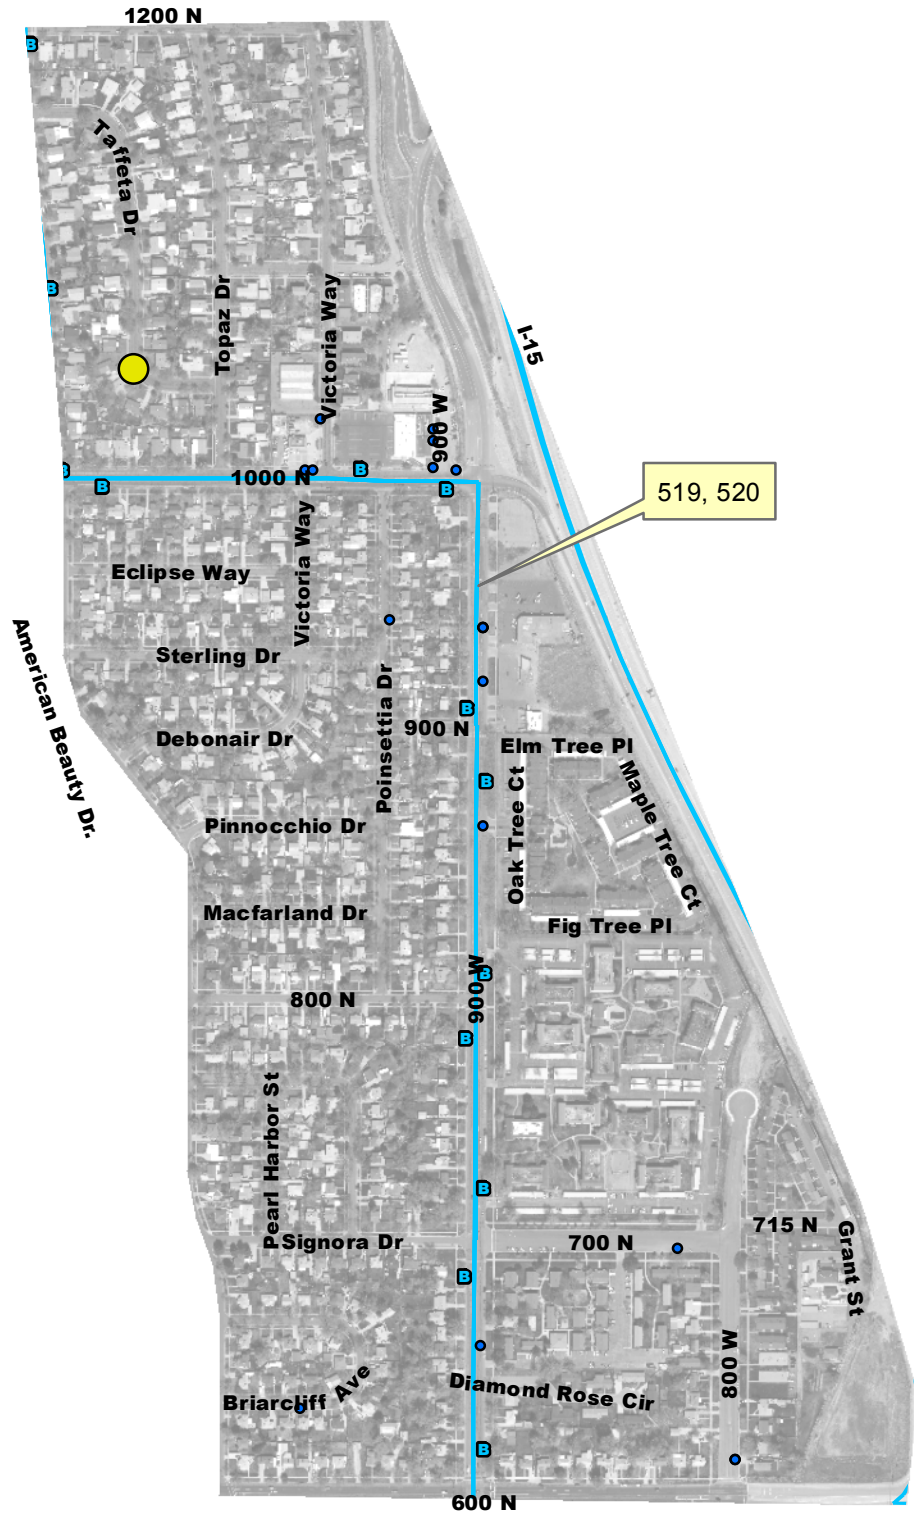 1200 N
B
Taffeta Dr
B
Topaz Dr
Victoria Way
I-15
900 W
B
1000 N
B
B
B
519, 520
Victoria Way
Eclipse Way
American Beauty Dr.
Sterling Dr
Poinsettia Dr
B
900 N
Debonair Dr
Elm Tree Pl
Oak Tree Ct
B
Maple Tree Ct
Pinnocchio Dr
Macfarland Dr
Fig Tree Pl
900 W
B
800 N
B
Pearl Harbor St
B
715 N
Signora Dr
700 N
Grant St
B
800 W
Diamond Rose Cir
Briarcliff Ave
B
600 N